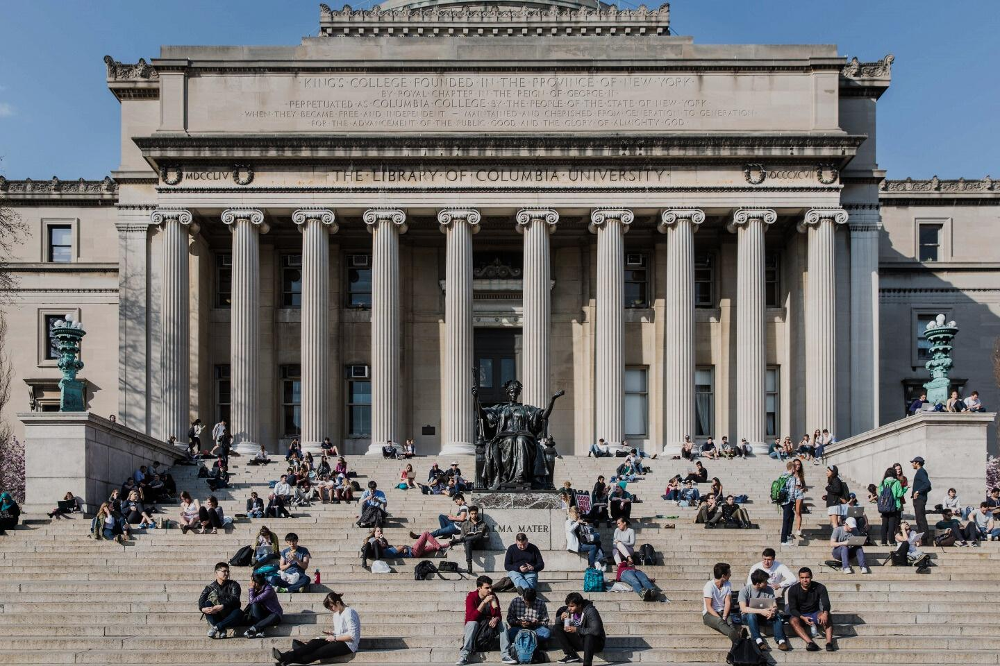 ·KING'S·COLLEGE·FOUNDED·IN·THE·PROVINCE·OF·NEW·YORK·
·BY·ROYAL·CHARTER·IN·THE·REIGN·OF·GEORGE·II·
·PERPETUATED·AS·COLUMBIA·COLLEGE·BY·THE·PEOPLE·OF·THE·STATE·OF·NEW·YORK·
·WHEN·THEY·BECAME·FREE·AND·INDEPENDENT — MAINTAINED·AND·CHERISHED·FROM·GENERATION·TO·GENERATION·
·FOR·THE·ADVANCEMENT·OF·THE·PUBLIC·GOOD·AND·THE·GLORY·OF·ALMIGHTY·GOD·
MDCCLIV ·THE·LIBRARY·OF·COLUMBIA·UNIVERSITY· MDCCCXCVII
BLOOD
ALMA MATER